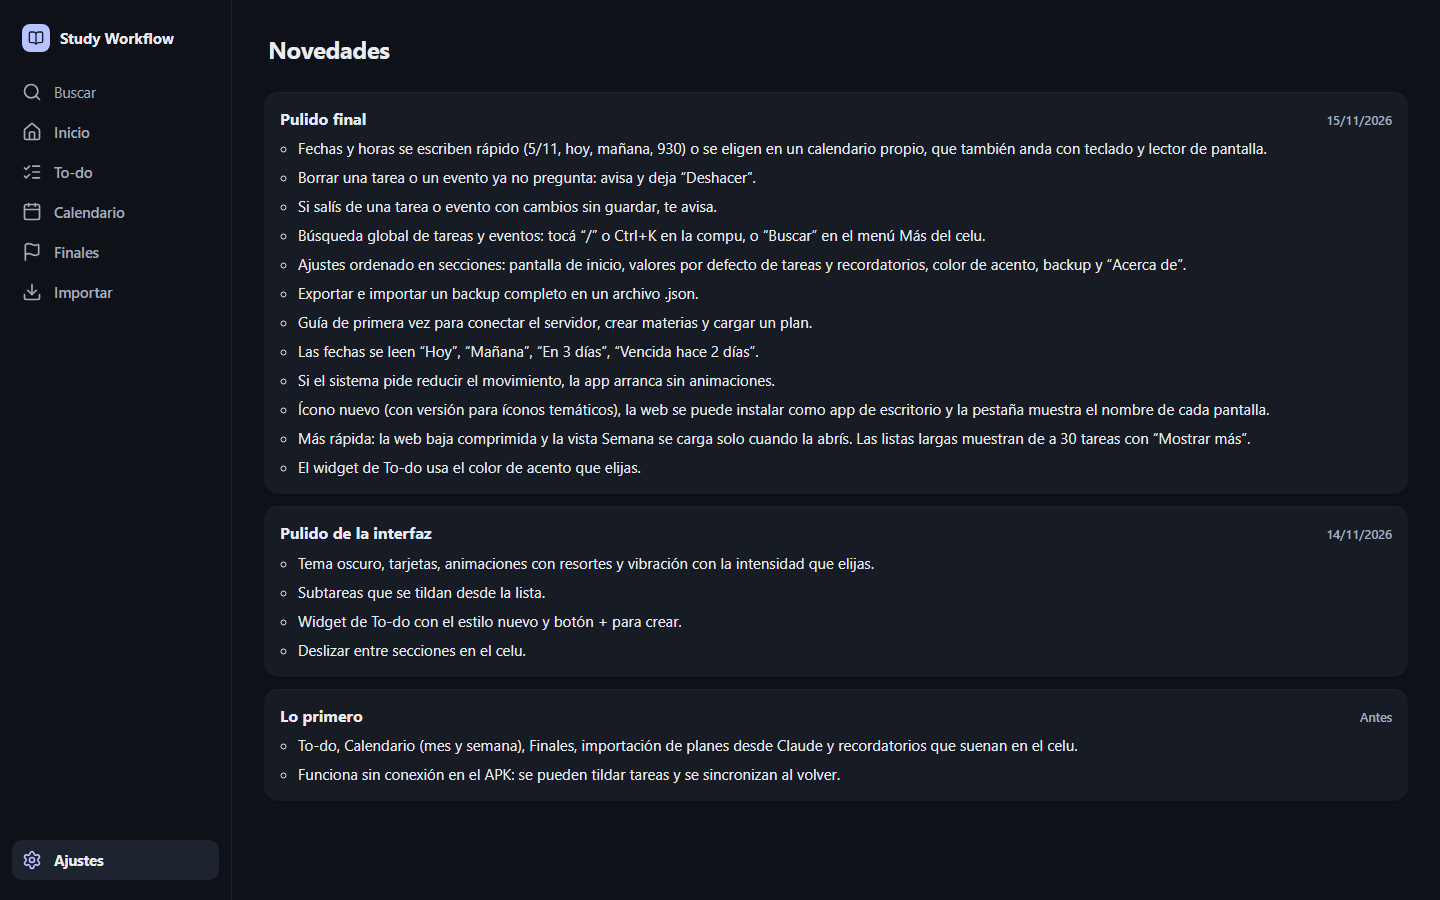 Study Workflow
Buscar
Inicio
To-do
Calendario
Finales
Importar
Ajustes
Novedades
Pulido final
15/11/2026
Fechas y horas se escriben rápido (5/11, hoy, mañana, 930) o se eligen en un calendario propio, que también anda con teclado y lector de pantalla.
Borrar una tarea o un evento ya no pregunta: avisa y deja “Deshacer”.
Si salís de una tarea o evento con cambios sin guardar, te avisa.
Búsqueda global de tareas y eventos: tocá “/” o Ctrl+K en la compu, o “Buscar” en el menú Más del celu.
Ajustes ordenado en secciones: pantalla de inicio, valores por defecto de tareas y recordatorios, color de acento, backup y “Acerca de”.
Exportar e importar un backup completo en un archivo .json.
Guía de primera vez para conectar el servidor, crear materias y cargar un plan.
Las fechas se leen “Hoy”, “Mañana”, “En 3 días”, “Vencida hace 2 días”.
Si el sistema pide reducir el movimiento, la app arranca sin animaciones.
Ícono nuevo (con versión para íconos temáticos), la web se puede instalar como app de escritorio y la pestaña muestra el nombre de cada pantalla.
Más rápida: la web baja comprimida y la vista Semana se carga solo cuando la abrís. Las listas largas muestran de a 30 tareas con “Mostrar más”.
El widget de To-do usa el color de acento que elijas.
Pulido de la interfaz
14/11/2026
Tema oscuro, tarjetas, animaciones con resortes y vibración con la intensidad que elijas.
Subtareas que se tildan desde la lista.
Widget de To-do con el estilo nuevo y botón + para crear.
Deslizar entre secciones en el celu.
Lo primero
Antes
To-do, Calendario (mes y semana), Finales, importación de planes desde Claude y recordatorios que suenan en el celu.
Funciona sin conexión en el APK: se pueden tildar tareas y se sincronizan al volver.